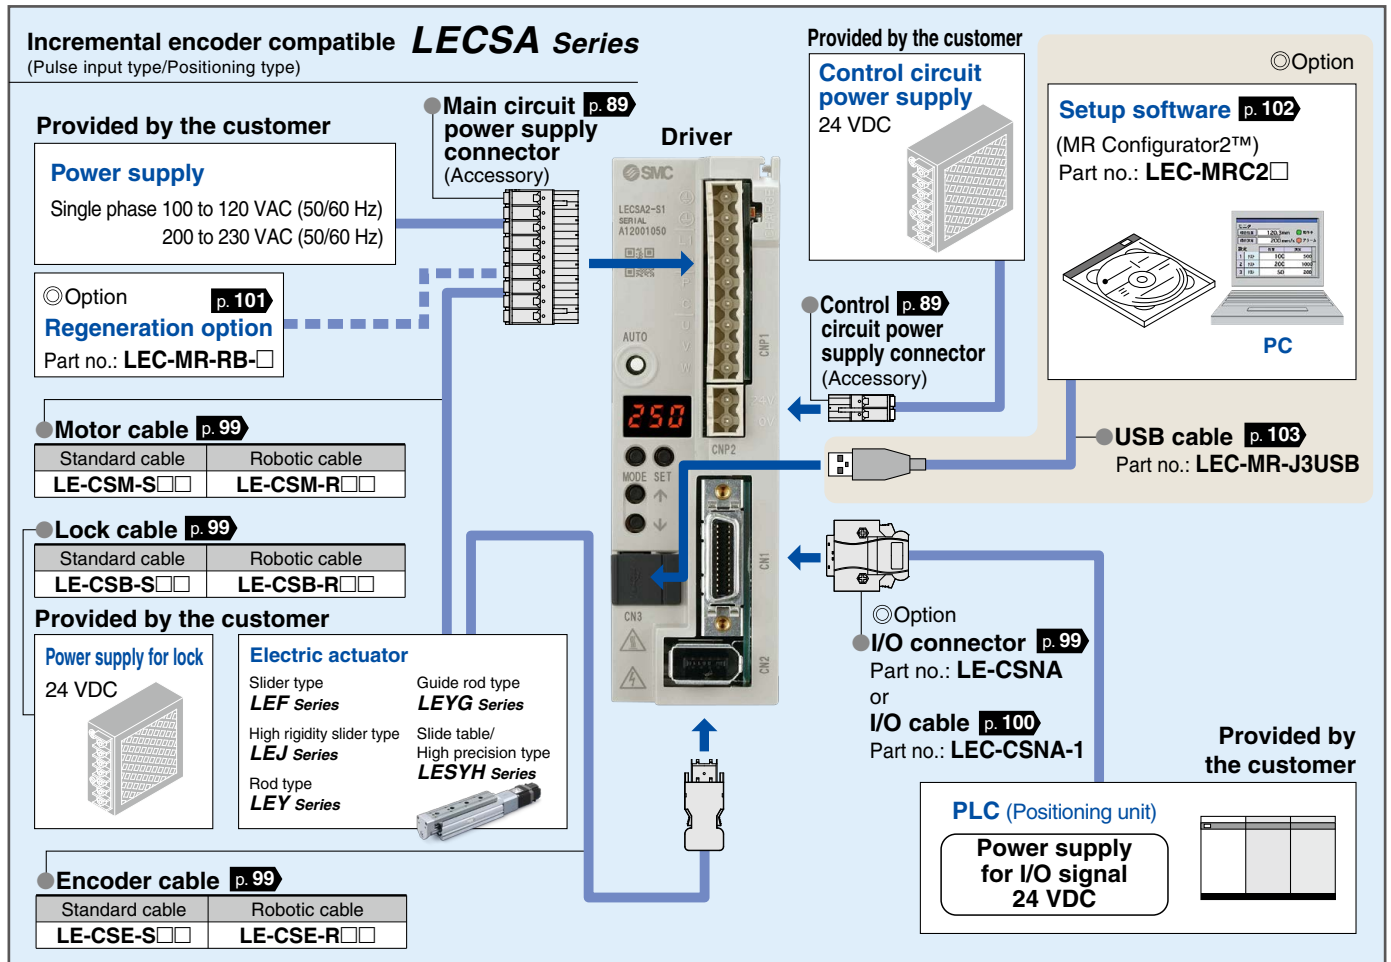 Incremental encoder compatible LECSA Series
(Pulse input type/Positioning type)
Provided by the customer
Power supply
Single phase 100 to 120 VAC (50/60 Hz)
200 to 230 VAC (50/60 Hz)
◎Option p. 101
Regeneration option
Part no.: LEC-MR-RB-□
Main circuit p. 89
power supply
connector
(Accessory)
Driver
SMC
LECSA2-S1
SERIAL
A12001050
AUTO
250
MODE SET
CNP1
24V
0V
CNP2
CN1
CN2
CN3
Provided by the customer
Control circuit
power supply
24 VDC
Control p. 89
circuit power
supply connector
(Accessory)
◎Option
Setup software p. 102
(MR Configurator2™)
Part no.: LEC-MRC2□
PC
USB cable p. 103
Part no.: LEC-MR-J3USB
Motor cable p. 99
Standard cable Robotic cable
LE-CSM-S□□ LE-CSM-R□□
Lock cable p. 99
Standard cable Robotic cable
LE-CSB-S□□ LE-CSB-R□□
Provided by the customer
Power supply for lock
24 VDC
Electric actuator
Slider type
LEF Series
High rigidity slider type
LEJ Series
Rod type
LEY Series
Guide rod type
LEYG Series
Slide table/
High precision type
LESYH Series
◎Option
I/O connector p. 99
Part no.: LE-CSNA
or
I/O cable p. 100
Part no.: LEC-CSNA-1
Provided by
the customer
PLC (Positioning unit)
Power supply
for I/O signal
24 VDC
Encoder cable p. 99
Standard cable Robotic cable
LE-CSE-S□□ LE-CSE-R□□